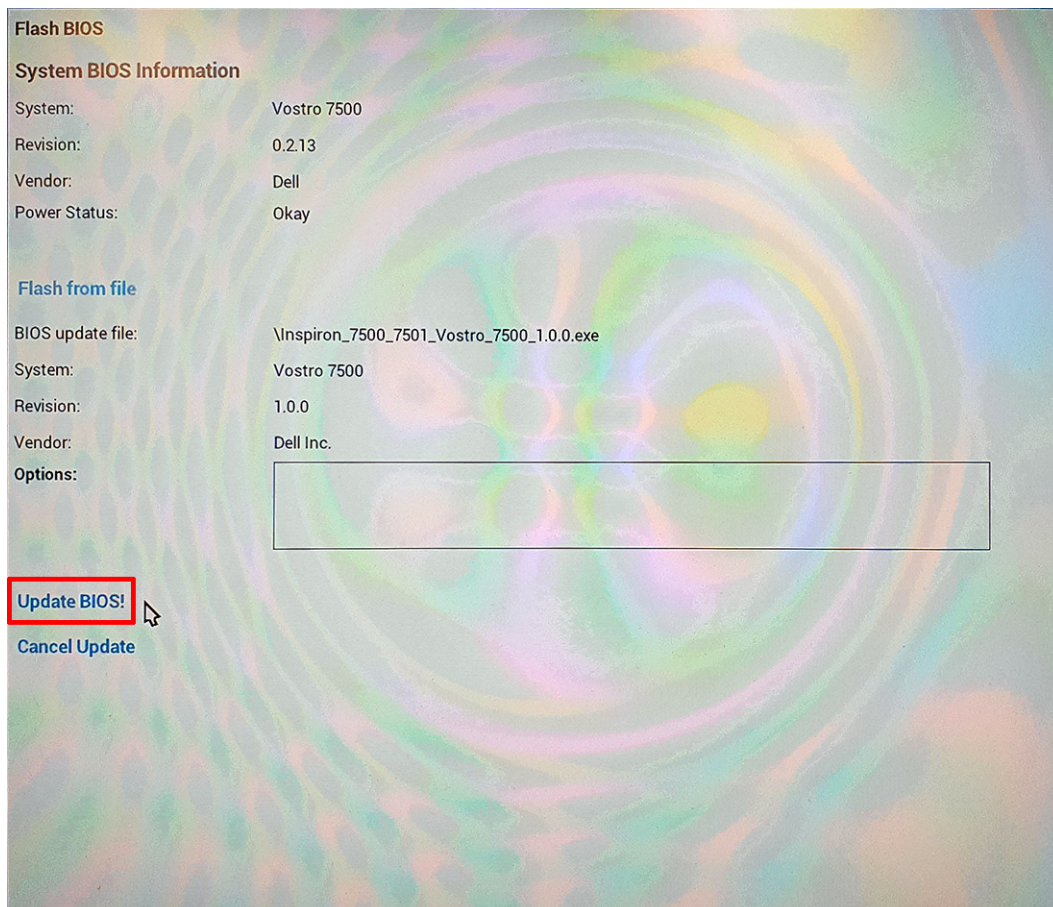 Flash BIOS
System BIOS Information
System: Vostro 7500
Revision: 0.2.13
Vendor: Dell
Power Status: Okay
Flash from file
BIOS update file: \Inspiron_7500_7501_Vostro_7500_1.0.0.exe
System: Vostro 7500
Revision: 1.0.0
Vendor: Dell Inc.
Options:
Update BIOS!
Cancel Update